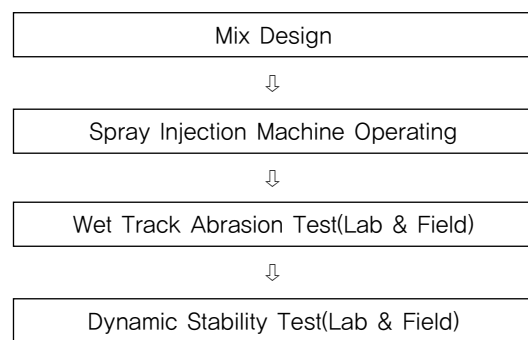 Mix Design
⇩
Spray Injection Machine Operating
⇩
Wet Track Abrasion Test(Lab & Field)
⇩
Dynamic Stability Test(Lab & Field)